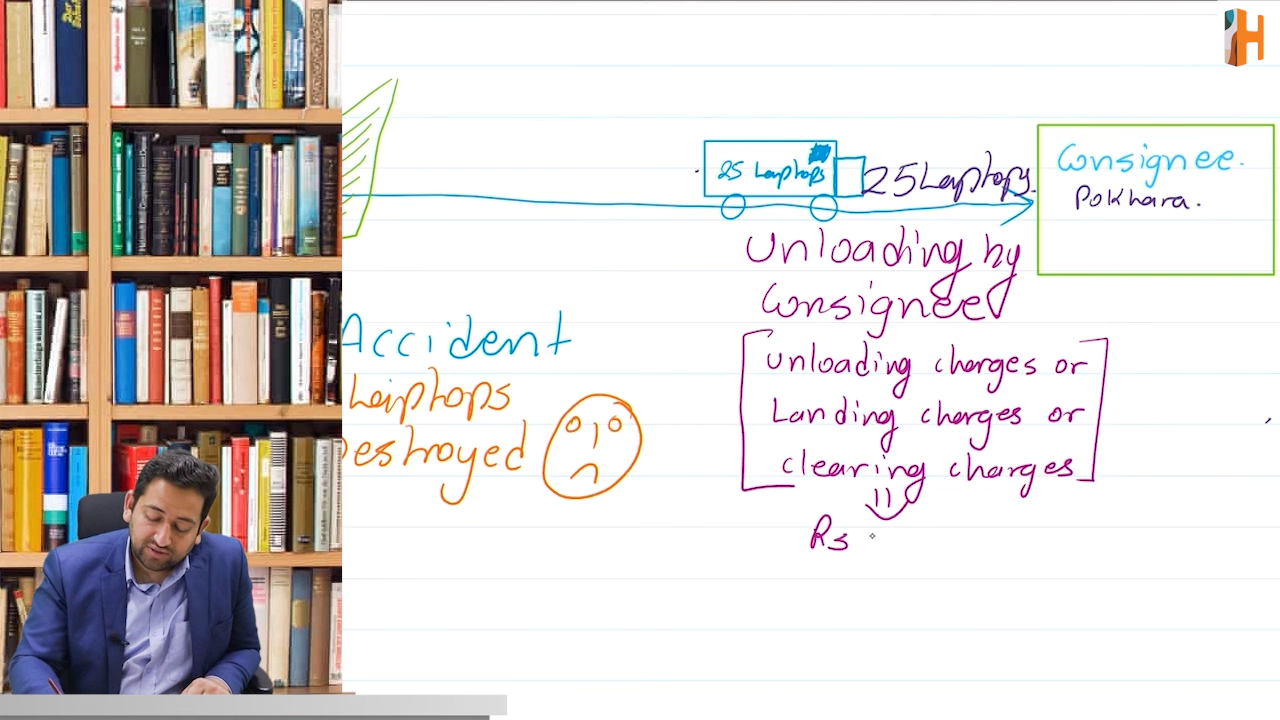 25 Laptops
25 Laptops.
Consignee.
Pokhara.
Unloading by
Consignee
Accident
Laptops
Destroyed
unloading charges or
Landing charges or
clearing charges
Rs
H